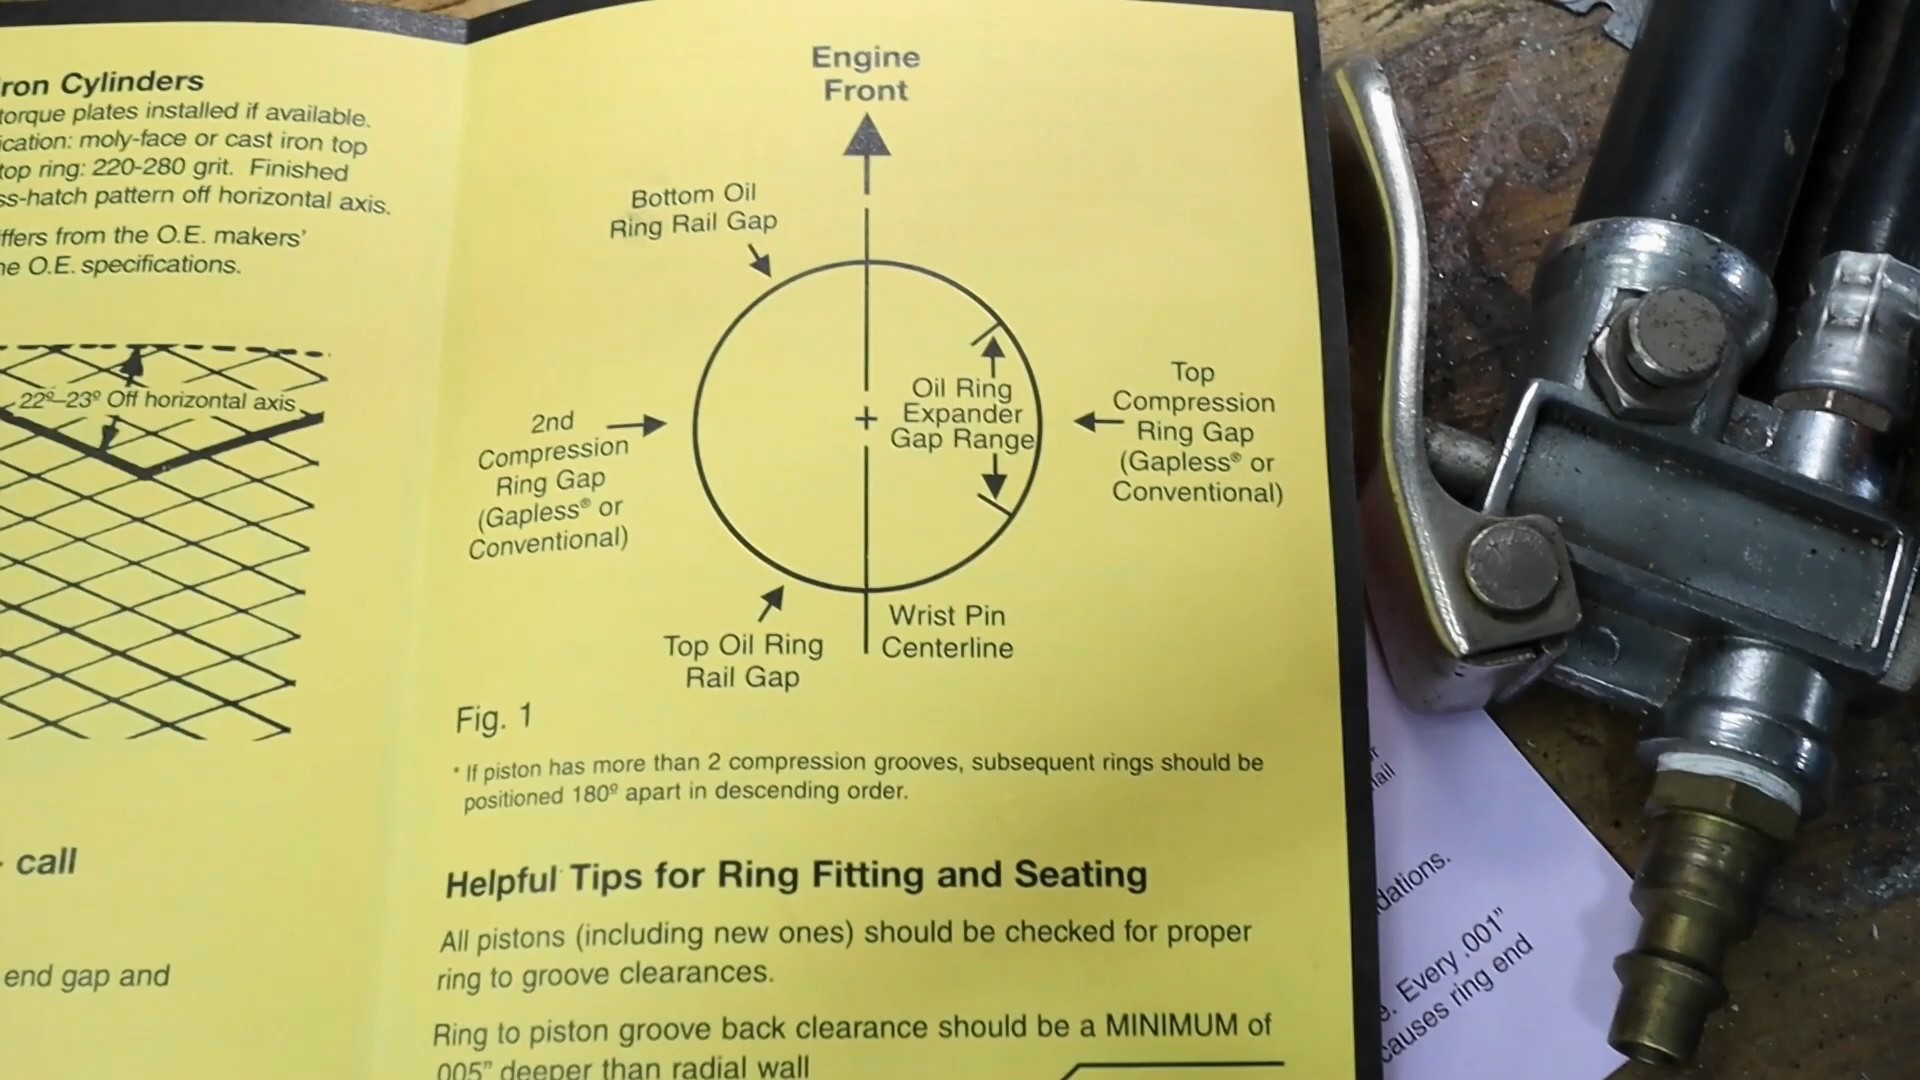 Iron Cylinders
torque plates installed if available.
ication: moly-face or cast iron top
top ring: 220-280 grit. Finished
ss-hatch pattern off horizontal axis.
iffers from the O.E. makers'
he O.E. specifications.
22º–23º Off horizontal axis
call
end gap and
Engine
Front
Bottom Oil
Ring Rail Gap
2nd
Compression
Ring Gap
(Gapless® or
Conventional)
Oil Ring
Expander
Gap Range
Top
Compression
Ring Gap
(Gapless® or
Conventional)
Top Oil Ring
Rail Gap
Wrist Pin
Centerline
Fig. 1
* If piston has more than 2 compression grooves, subsequent rings should be
positioned 180º apart in descending order.
Helpful Tips for Ring Fitting and Seating
All pistons (including new ones) should be checked for proper
ring to groove clearances.
Ring to piston groove back clearance should be a MINIMUM of
.005" deeper than radial wall
dations.
e. Every .001"
causes ring end